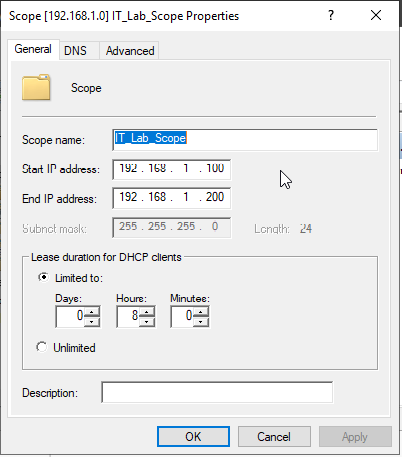 Scope [192.168.1.0] IT_Lab_Scope Properties
General DNS Advanced
Scope
Scope name: IT_Lab_Scope
Start IP address: 192 . 168 . 1 . 100
End IP address: 192 . 168 . 1 . 200
Subnet mask: 255 . 255 . 255 . 0 Length: 24
Lease duration for DHCP clients
Limited to:
Days: Hours: Minutes:
0 8 0
Unlimited
Description:
OK Cancel Apply